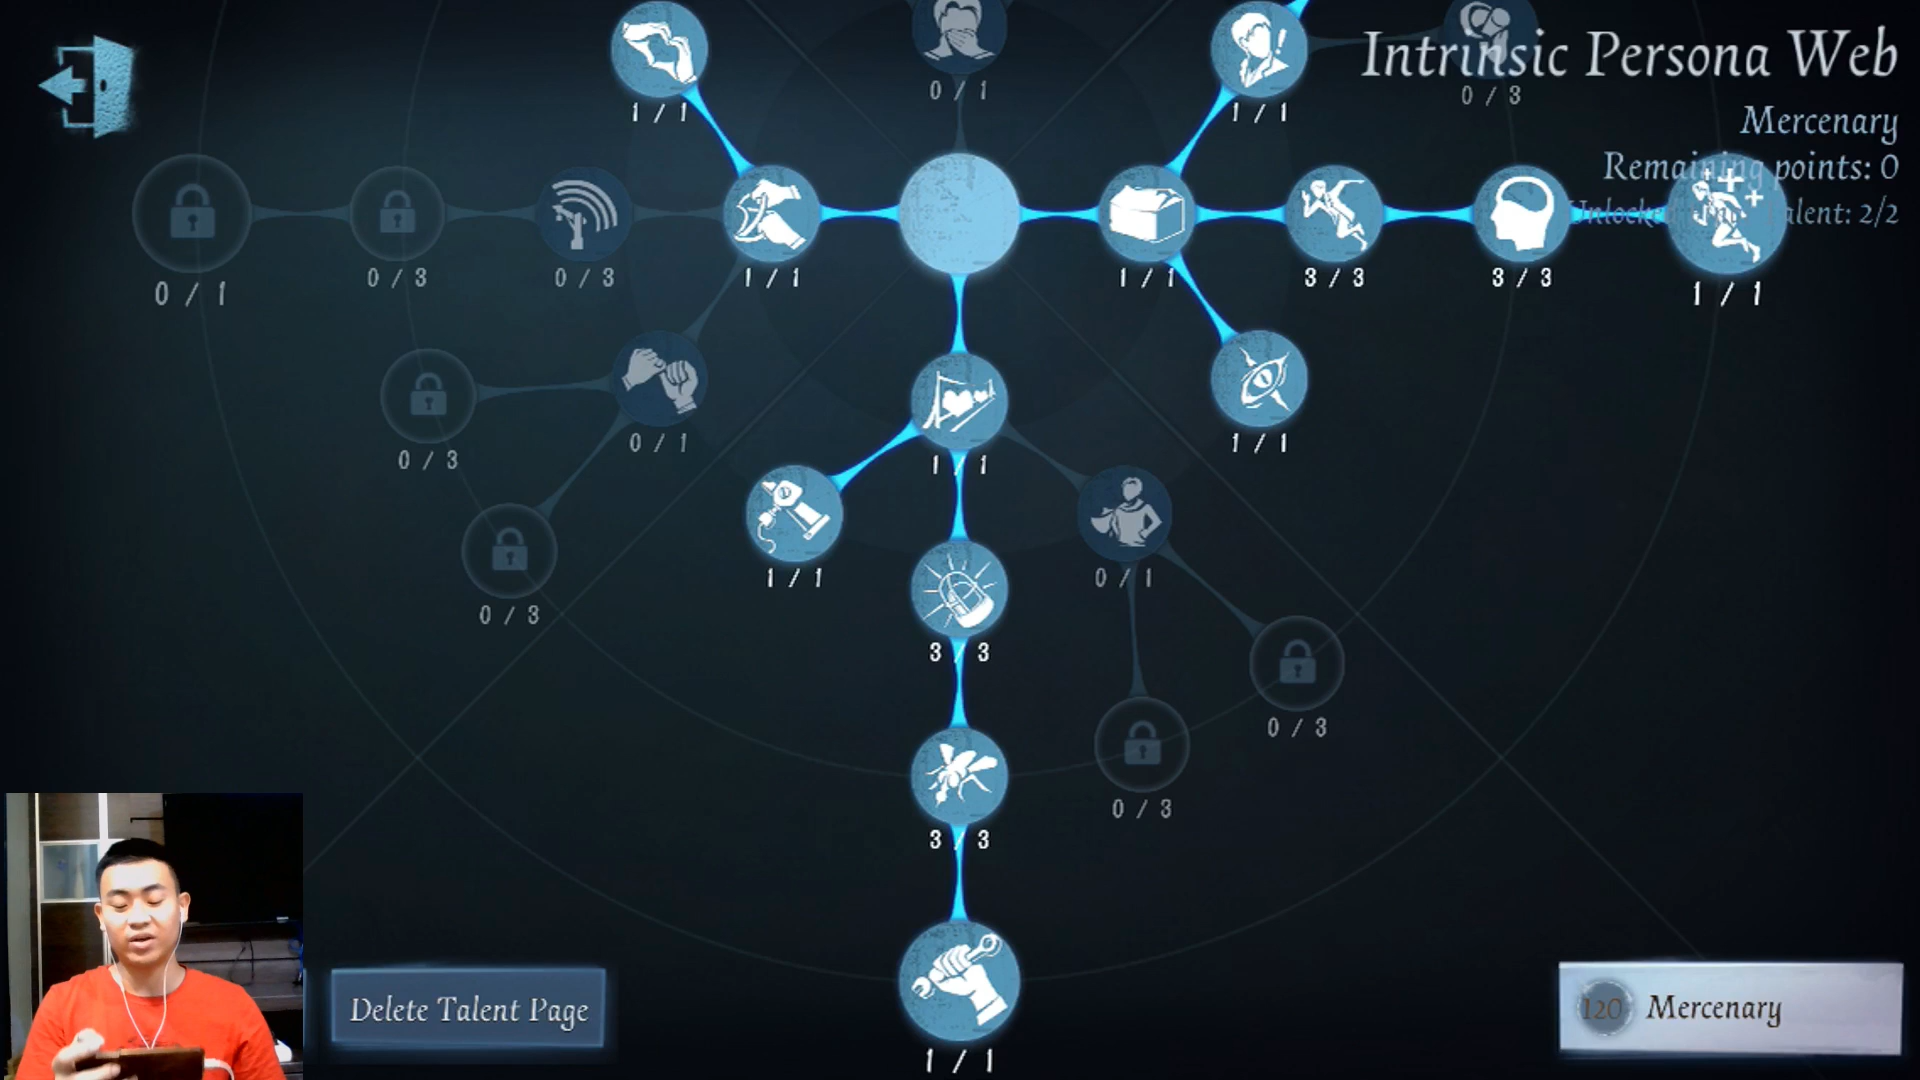 Intrinsic Persona Web
Mercenary
Remaining points: 0
Unlocked Talent: 2/2
1 / 1
0 / 1
1 / 1
0 / 3
0 / 1
0 / 3
0 / 3
1 / 1
1 / 1
3 / 3
3 / 3
1 / 1
0 / 3
0 / 1
1 / 1
1 / 1
1 / 1
0 / 1
0 / 3
3 / 3
0 / 3
0 / 3
3 / 3
1 / 1
Delete Talent Page
120 Mercenary